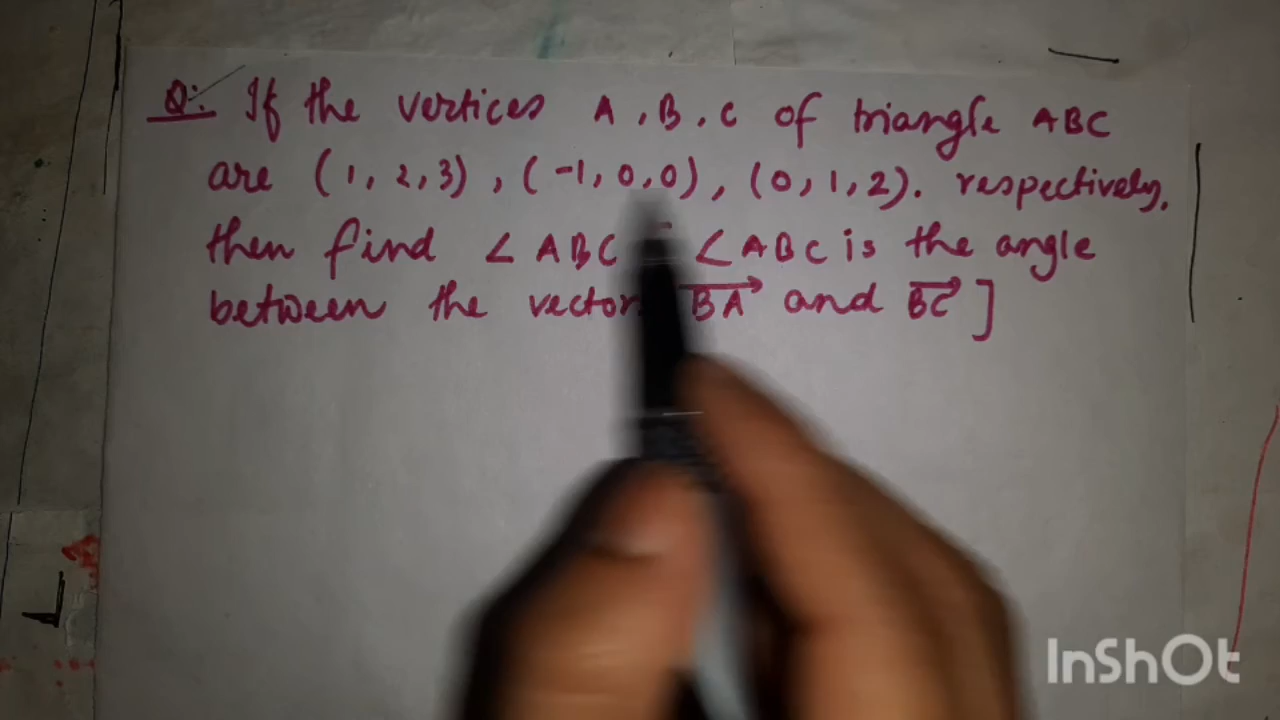 Q:- If the vertices A, B, C of triangle ABC
are (1, 2, 3), (-1, 0, 0), (0, 1, 2). respectively.
then find ∠ABC ∠ABC is the angle
between the vector BA and BC ]
InShOt